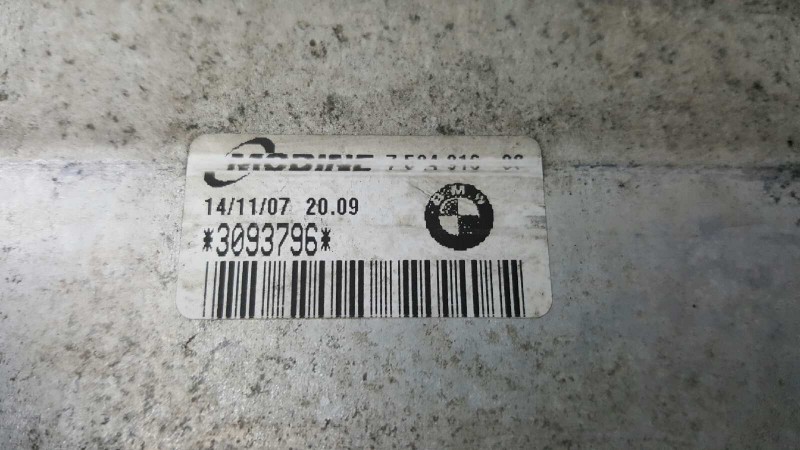 MODINE
14/11/07 20.09
*3093796*
BMW